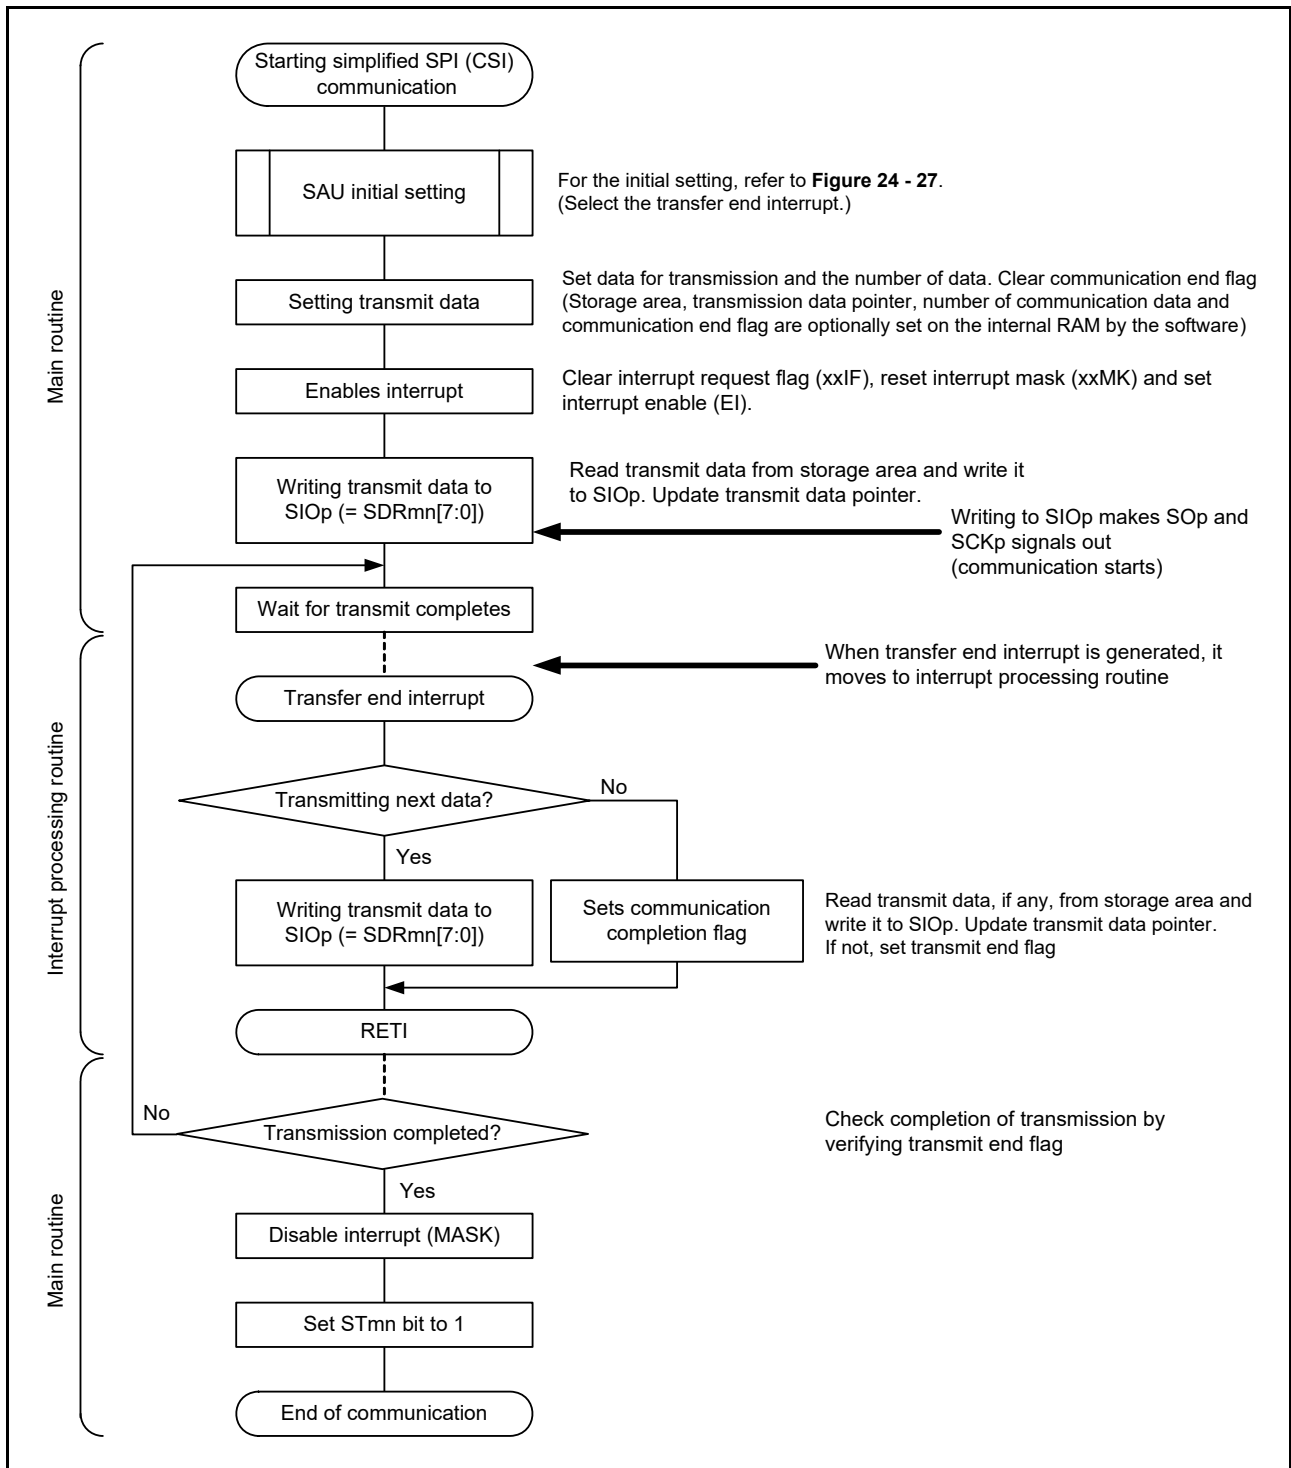 Starting simplified SPI (CSI)
communication
SAU initial setting
For the initial setting, refer to Figure 24 - 27.
(Select the transfer end interrupt.)
Main routine
Setting transmit data
Set data for transmission and the number of data. Clear communication end flag
(Storage area, transmission data pointer, number of communication data and
communication end flag are optionally set on the internal RAM by the software)
Enables interrupt
Clear interrupt request flag (xxIF), reset interrupt mask (xxMK) and set
interrupt enable (EI).
Writing transmit data to
SIOp (= SDRmn[7:0])
Read transmit data from storage area and write it
to SIOp. Update transmit data pointer.
Writing to SIOp makes SOp and
SCKp signals out
(communication starts)
Wait for transmit completes
When transfer end interrupt is generated, it
moves to interrupt processing routine
Transfer end interrupt
Interrupt processing routine
Transmitting next data?
No
Yes
Writing transmit data to
SIOp (= SDRmn[7:0])
Sets communication
completion flag
Read transmit data, if any, from storage area and
write it to SIOp. Update transmit data pointer.
If not, set transmit end flag
RETI
No
Transmission completed?
Check completion of transmission by
verifying transmit end flag
Yes
Main routine
Disable interrupt (MASK)
Set STmn bit to 1
End of communication